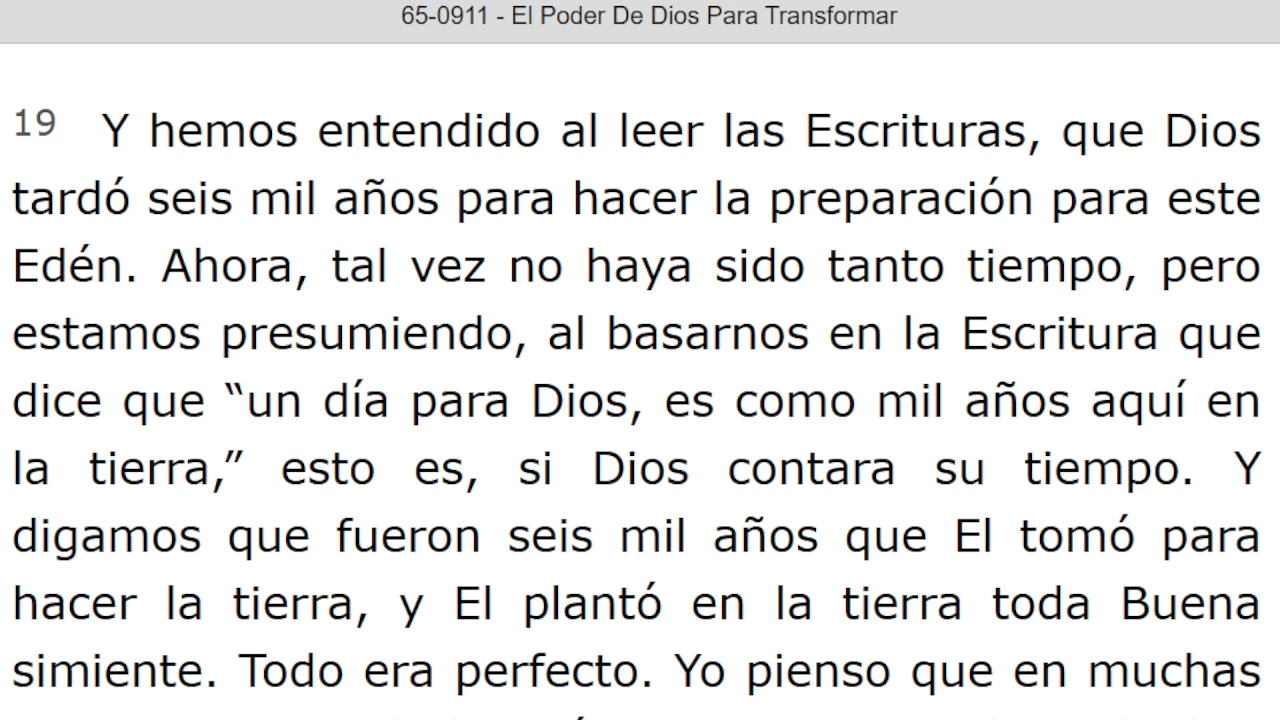 65-0911 - El Poder De Dios Para Transformar
19 Y hemos entendido al leer las Escrituras, que Dios
tardó seis mil años para hacer la preparación para este
Edén. Ahora, tal vez no haya sido tanto tiempo, pero
estamos presumiendo, al basarnos en la Escritura que
dice que “un día para Dios, es como mil años aquí en
la tierra,” esto es, si Dios contara su tiempo. Y
digamos que fueron seis mil años que El tomó para
hacer la tierra, y El plantó en la tierra toda Buena
simiente. Todo era perfecto. Yo pienso que en muchas